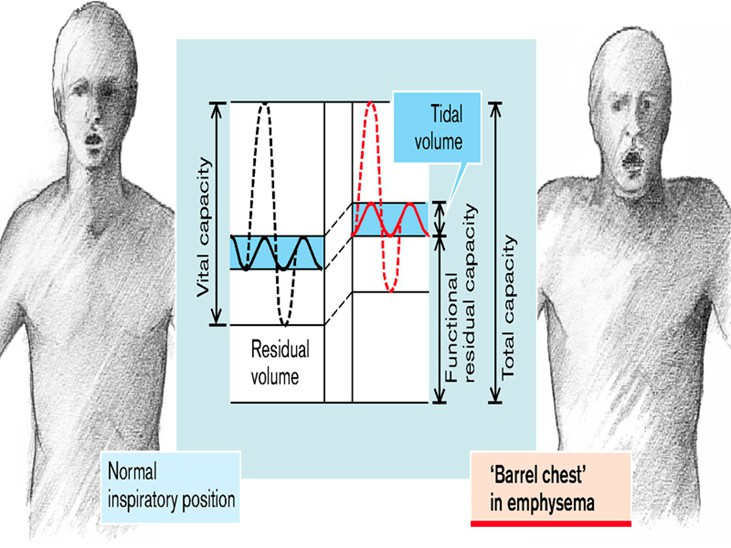 Tidal
volume
Vital capacity
Residual
volume
Functional
residual capacity
Total capacity
Normal
inspiratory position
‘Barrel chest’
in emphysema